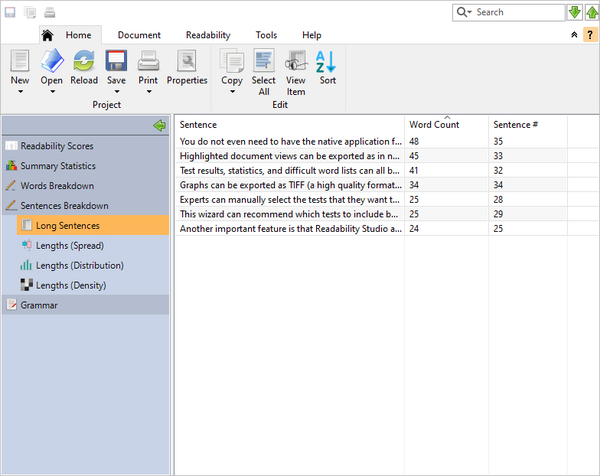 Search
Home Document Readability Tools Help
?
New Open Reload Save Print Properties Copy Select All View Item Sort
Project Edit
Readability Scores
Summary Statistics
Words Breakdown
Sentences Breakdown
Long Sentences
Lengths (Spread)
Lengths (Distribution)
Lengths (Density)
Grammar
Sentence Word Count Sentence #
You do not even need to have the native application f... 48 35
Highlighted document views can be exported as in n... 45 33
Test results, statistics, and difficult word lists can all b... 41 32
Graphs can be exported as TIFF (a high quality format... 34 34
Experts can manually select the tests that they want t... 25 28
This wizard can recommend which tests to include b... 25 29
Another important feature is that Readability Studio a... 24 25